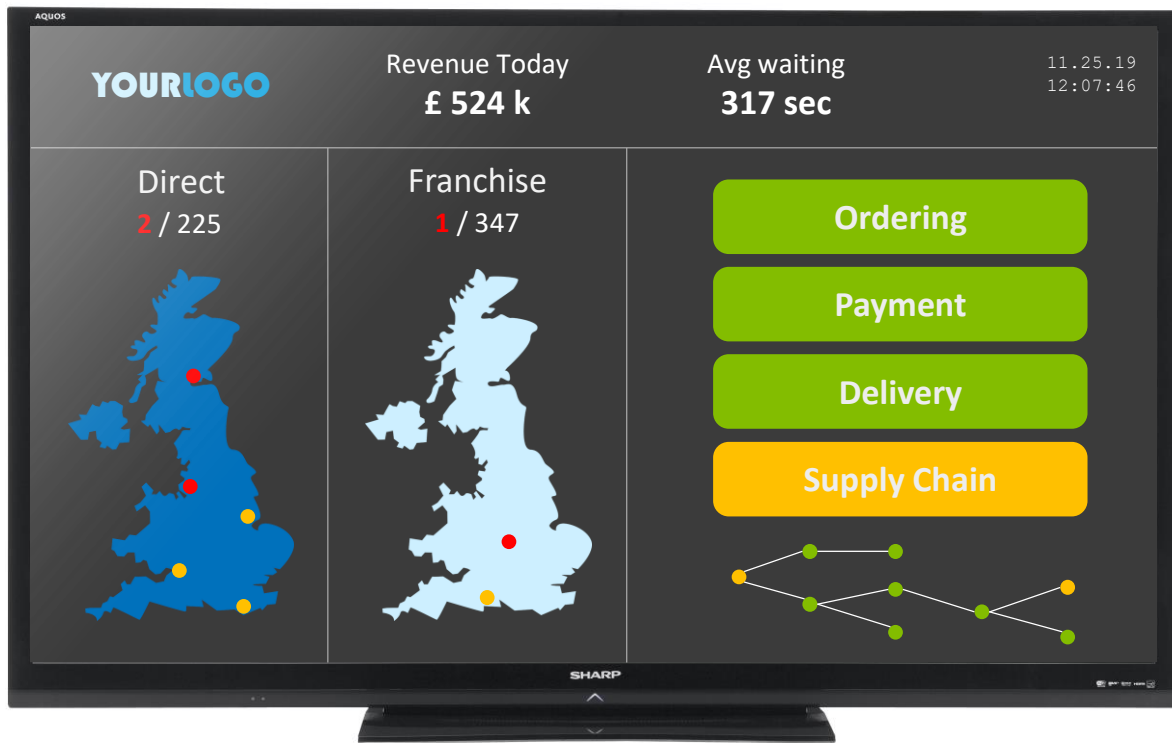 AQUOS
YOURLOGO
Revenue Today
£ 524 k
Avg waiting
317 sec
11.25.19
12:07:46
Direct
2 / 225
Franchise
1 / 347
Ordering
Payment
Delivery
Supply Chain
SHARP